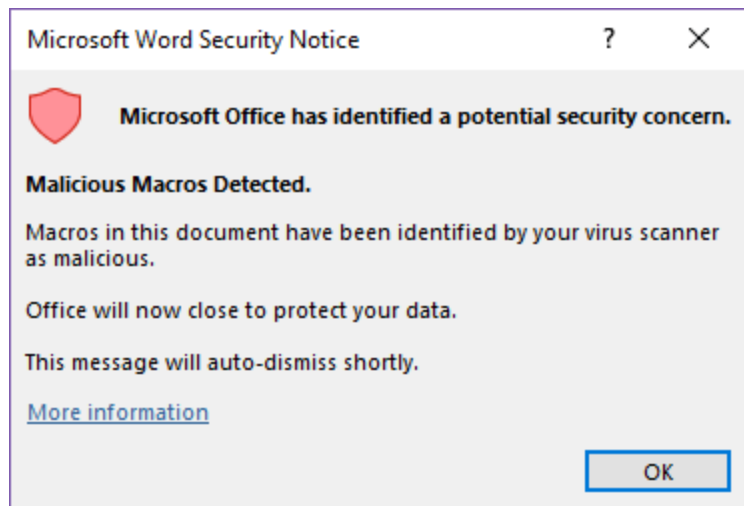 Microsoft Word Security Notice ?
Microsoft Office has identified a potential security concern.
Malicious Macros Detected.
Macros in this document have been identified by your virus scanner
as malicious.
Office will now close to protect your data.
This message will auto-dismiss shortly.
More information
OK